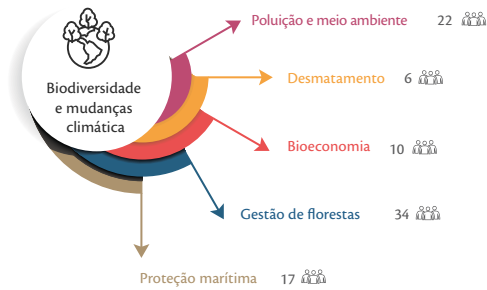 Biodiversidade
e mudanças
climática
Poluição e meio ambiente 22
Desmatamento 6
Bioeconomia 10
Gestão de florestas 34
Proteção marítima 17